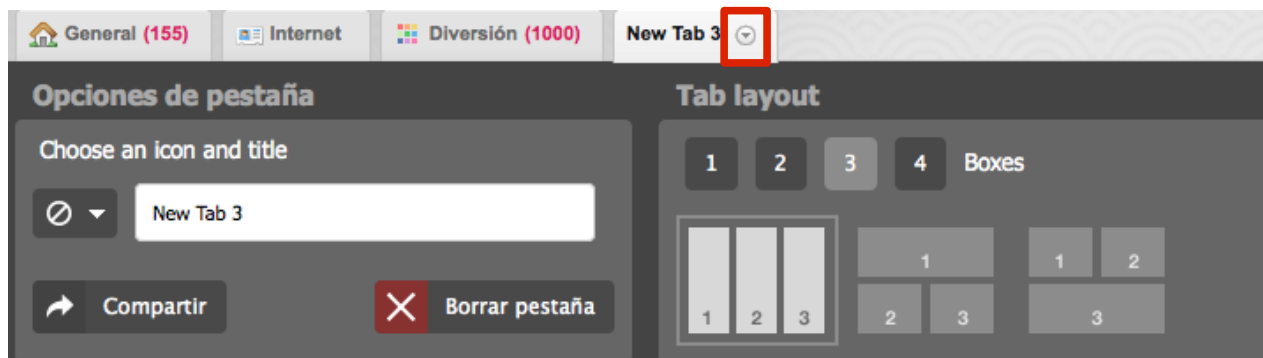 General (155) Internet Diversión (1000) New Tab 3
Opciones de pestaña
Choose an icon and title
New Tab 3
Compartir Borrar pestaña
Tab layout
1 2 3 4 Boxes
1 2 3
1
2 3
1 2
3